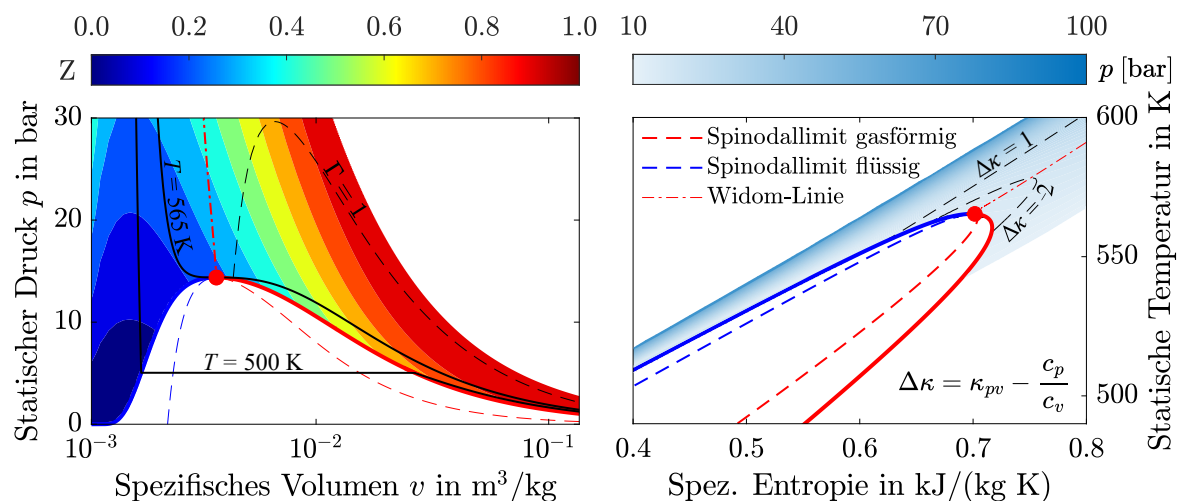 0.0 0.2 0.4 0.6 0.8 1.0
Z
Statischer Druck p in bar
30
20
10
0
T = 565 K
Γ = 1
T = 500 K
10⁻³ 10⁻² 10⁻¹
Spezifisches Volumen v in m³/kg
10 40 70 100
p [bar]
Spinodallimit gasförmig
Spinodallimit flüssig
Widom-Linie
Δκ = 1
Δκ = 2
Δκ = κ_pv − c_p/c_v
600
550
500
Statische Temperatur in K
0.4 0.5 0.6 0.7 0.8
Spez. Entropie in kJ/(kg K)